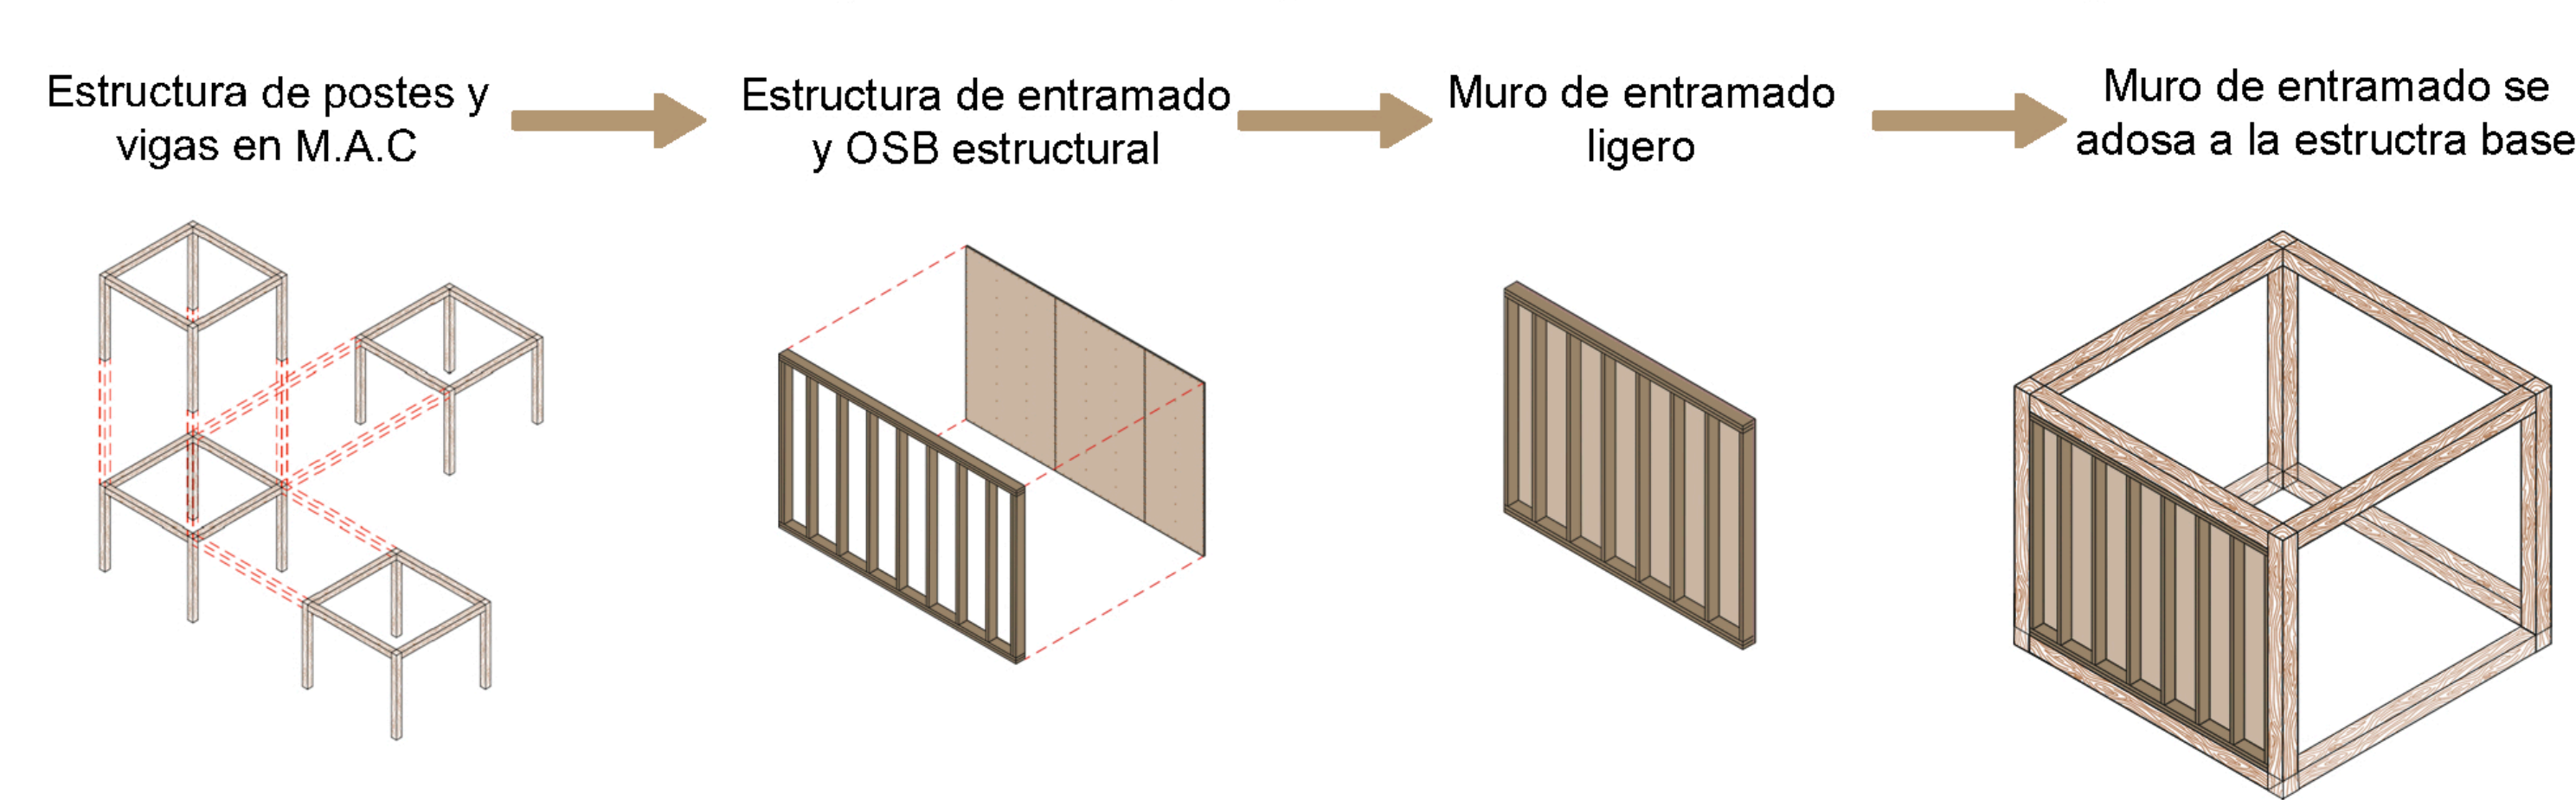 Estructura de postes y
vigas en M.A.C
Estructura de entramado
y OSB estructural
Muro de entramado
ligero
Muro de entramado se
adosa a la estructra base